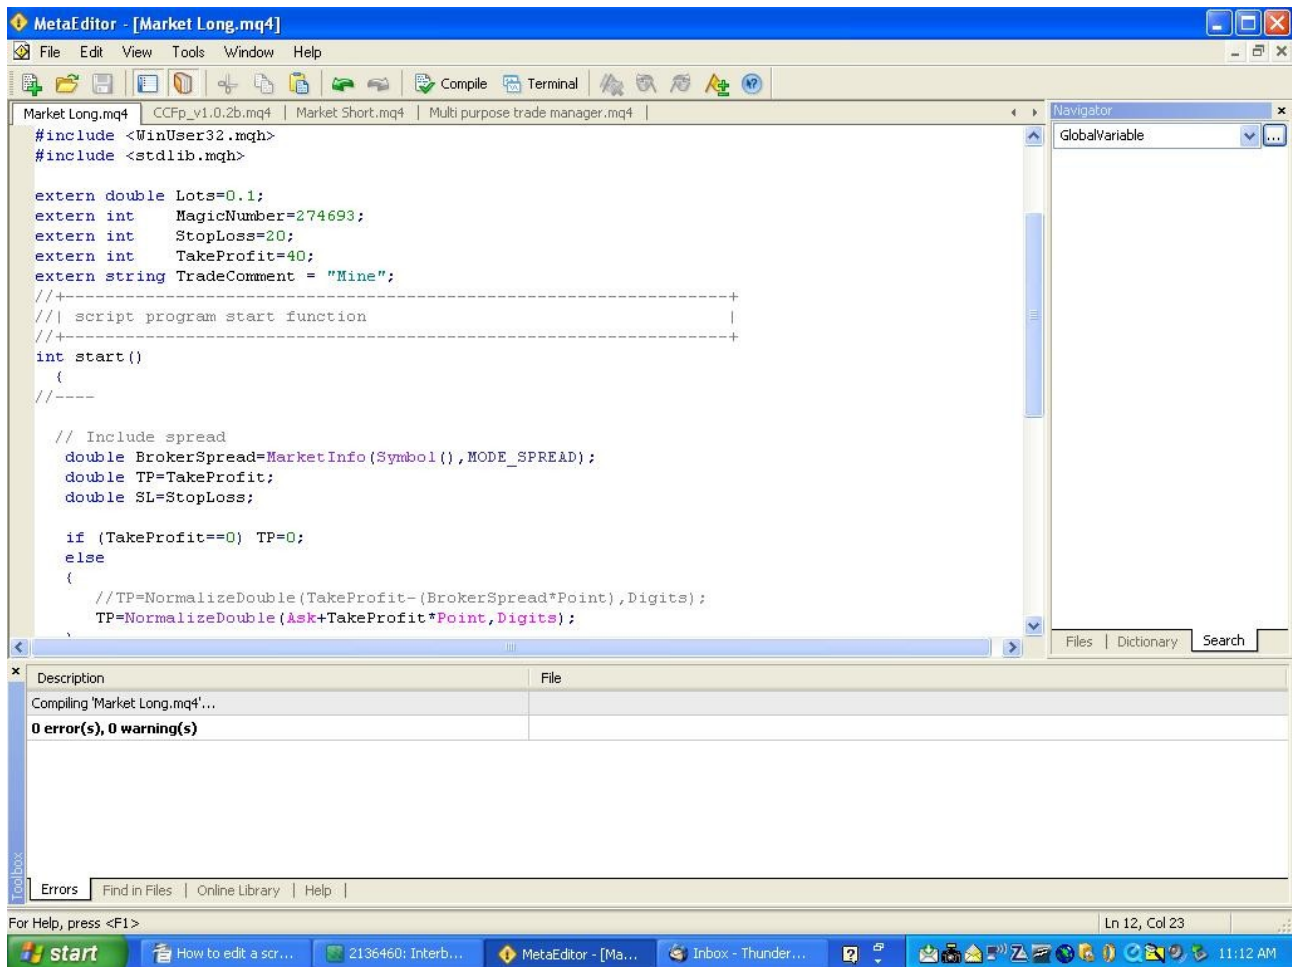 MetaEditor - [Market Long.mq4]
File Edit View Tools Window Help
Compile Terminal
Market Long.mq4 | CCFp_v1.0.2b.mq4 | Market Short.mq4 | Multi purpose trade manager.mq4 |
Navigator
GlobalVariable
#include <WinUser32.mqh>
#include <stdlib.mqh>
extern double Lots=0.1;
extern int MagicNumber=274693;
extern int StopLoss=20;
extern int TakeProfit=40;
extern string TradeComment = "Mine";
//+------------------------------------------------------------------+
//| script program start function |
//+------------------------------------------------------------------+
int start()
{
//----
// Include spread
double BrokerSpread=MarketInfo(Symbol(),MODE_SPREAD);
double TP=TakeProfit;
double SL=StopLoss;
if (TakeProfit==0) TP=0;
else
{
//TP=NormalizeDouble(TakeProfit-(BrokerSpread*Point),Digits);
TP=NormalizeDouble(Ask+TakeProfit*Point,Digits);
Files | Dictionary Search
Description File
Compiling 'Market Long.mq4'...
0 error(s), 0 warning(s)
Toolbox
Errors Find in Files | Online Library | Help |
For Help, press <F1>
Ln 12, Col 23
start How to edit a scr... 2136460: Interb... MetaEditor - [Ma... Inbox - Thunder... 11:12 AM